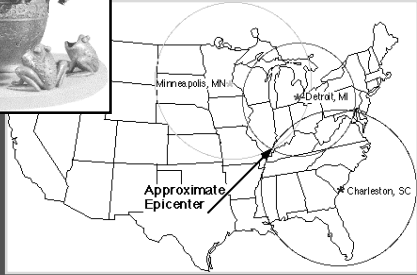 Minneapolis, MN
Detroit, MI
Approximate
Epicenter
Charleston, SC